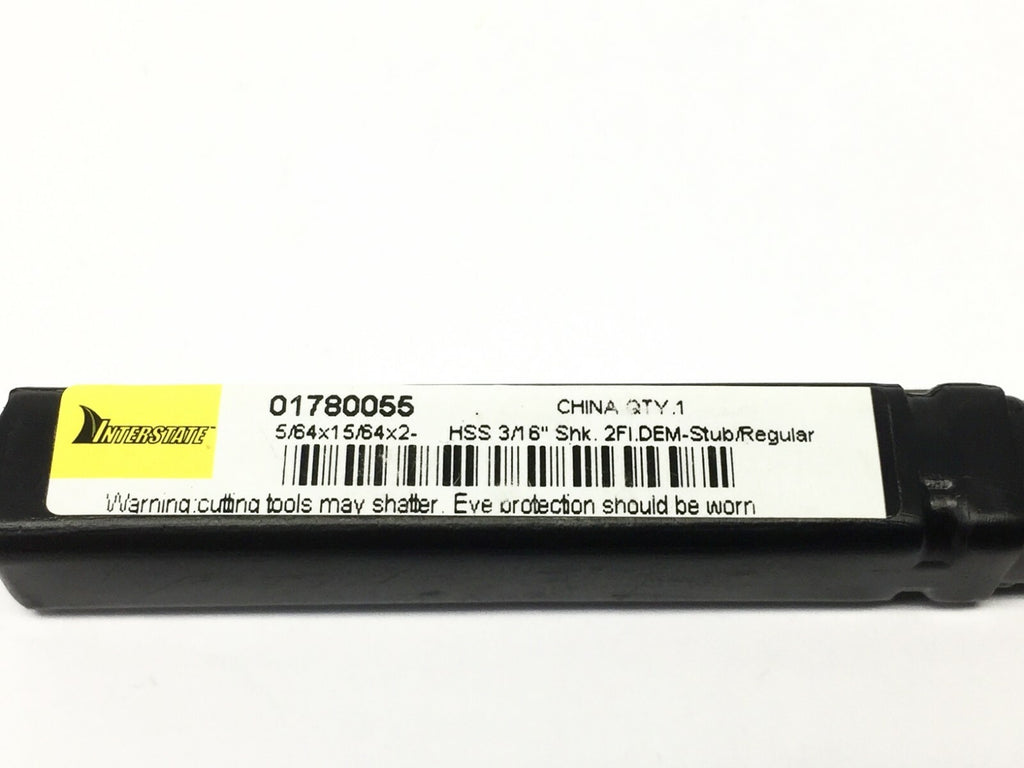 INTERSTATE
01780055 CHINA QTY.1
5/64x15/64x2- HSS 3/16" Shk. 2Fl.DEM-Stub/Regular
Warning:cutting tools may shatter. Eye protection should be worn